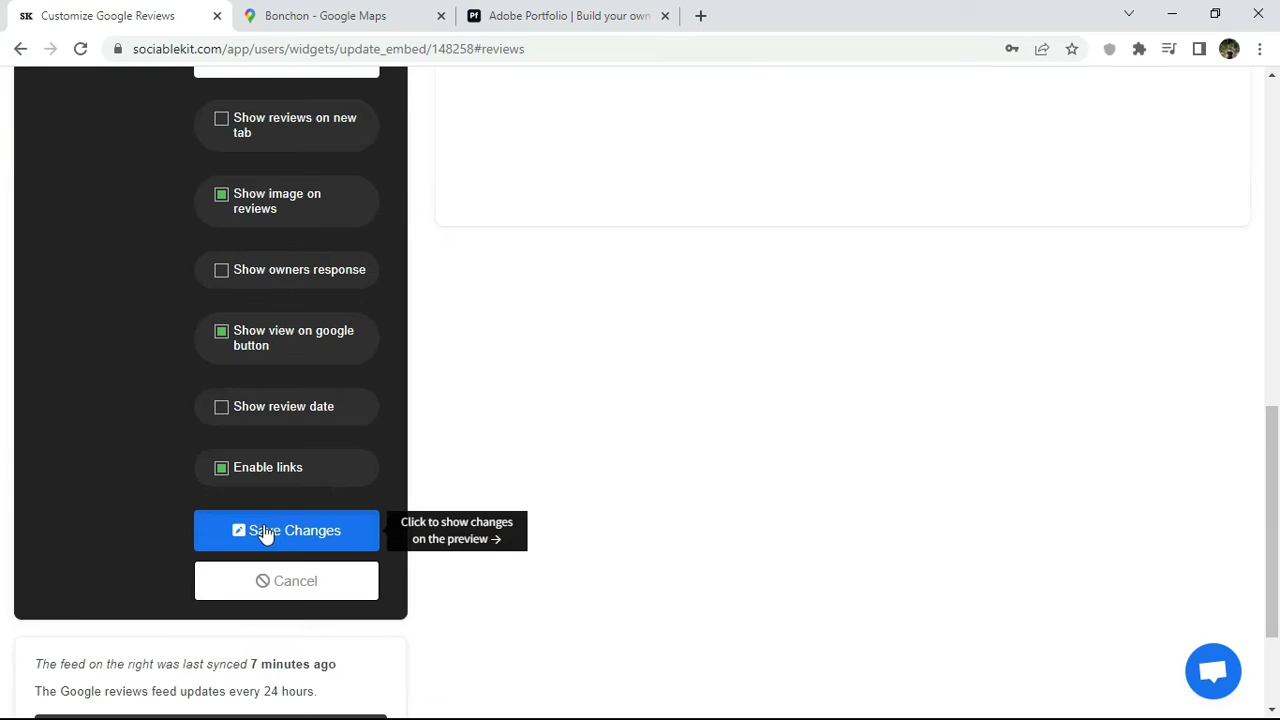 SK Customize Google Reviews
Bonchon - Google Maps
Pf Adobe Portfolio | Build your own
sociablekit.com/app/users/widgets/update_embed/148258#reviews
Show reviews on new
tab
Show image on
reviews
Show owners response
Show view on google
button
Show review date
Enable links
Save Changes
Click to show changes
on the preview →
Cancel
The feed on the right was last synced 7 minutes ago
The Google reviews feed updates every 24 hours.